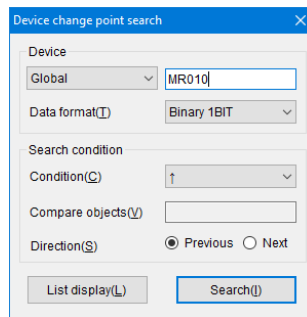 Device change point search
Device
Global MR010
Data format(T) Binary 1BIT
Search condition
Condition(C) ↑
Compare objects(V)
Direction(S) Previous Next
List display(L) Search(I)